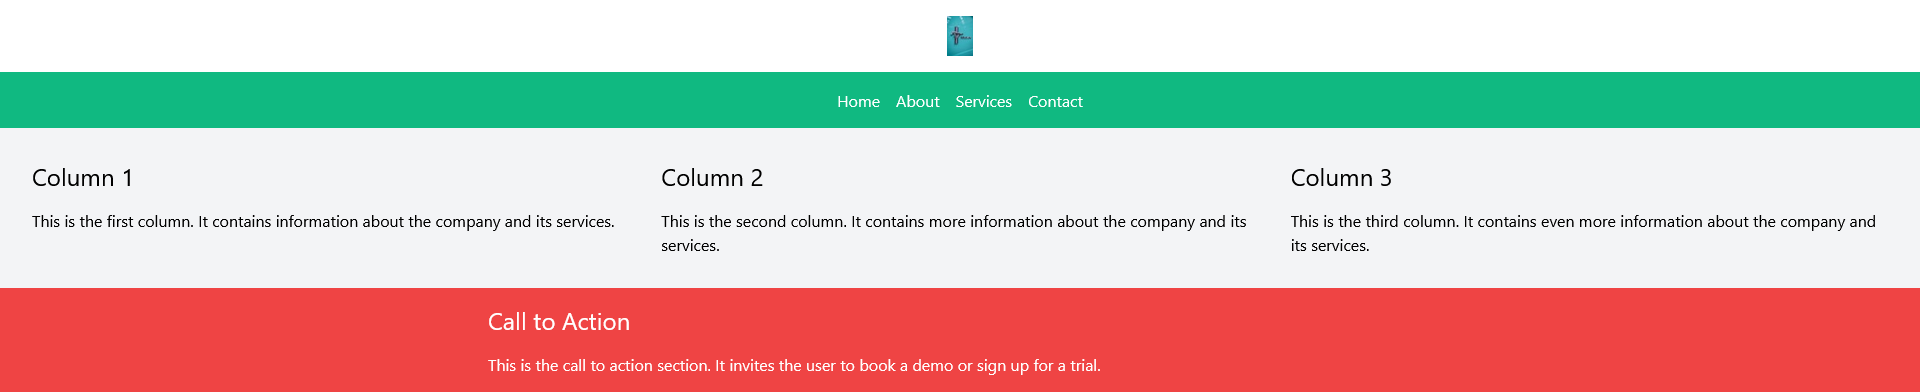 Home About Services Contact
Column 1
This is the first column. It contains information about the company and its services.
Column 2
This is the second column. It contains more information about the company and its
services.
Column 3
This is the third column. It contains even more information about the company and
its services.
Call to Action
This is the call to action section. It invites the user to book a demo or sign up for a trial.